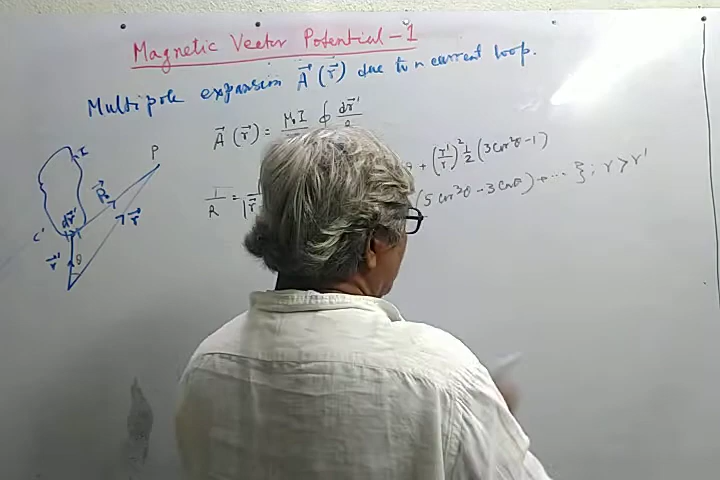 Magnetic Vector Potential - 1
Multipole expansion A⃗(r⃗) due to a current loop.
A⃗(r⃗) = μ₀I ∮ dr⃗'
1/R = 1/|r⃗
θ + (r'/r)² 1/2 (3cos²θ - 1)
(5 cos³θ - 3 cosθ) + ... } ; r > r'
I
P
R⃗
dr⃗'
r⃗
C'
r⃗'
θ